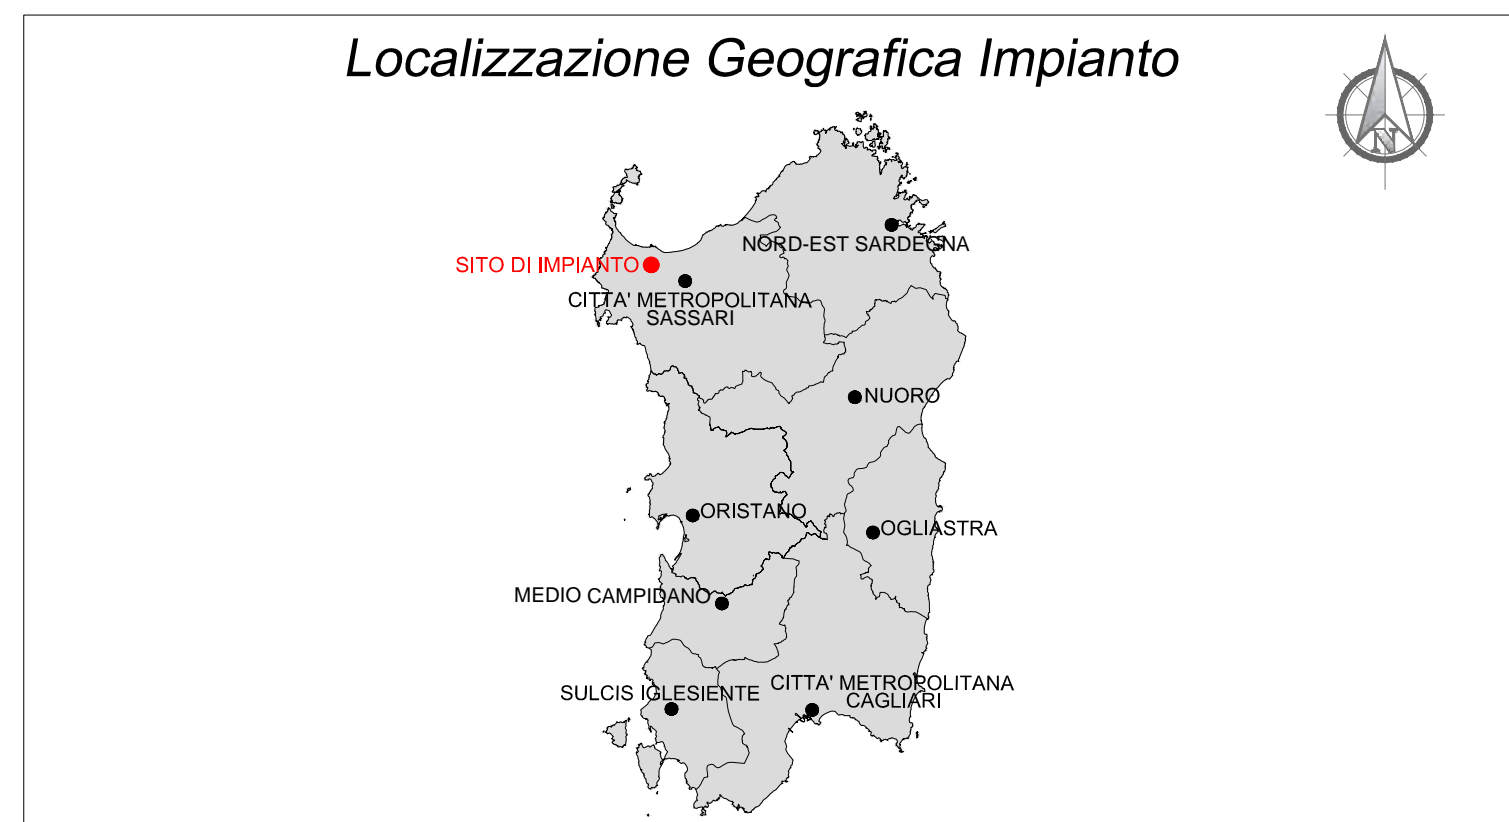 Localizzazione Geografica Impianto
N
NORD-EST SARDEGNA
SITO DI IMPIANTO
CITTA' METROPOLITANA
SASSARI
NUORO
ORISTANO
OGLIASTRA
MEDIO CAMPIDANO
CITTA' METROPOLITANA
CAGLIARI
SULCIS IGLESIENTE